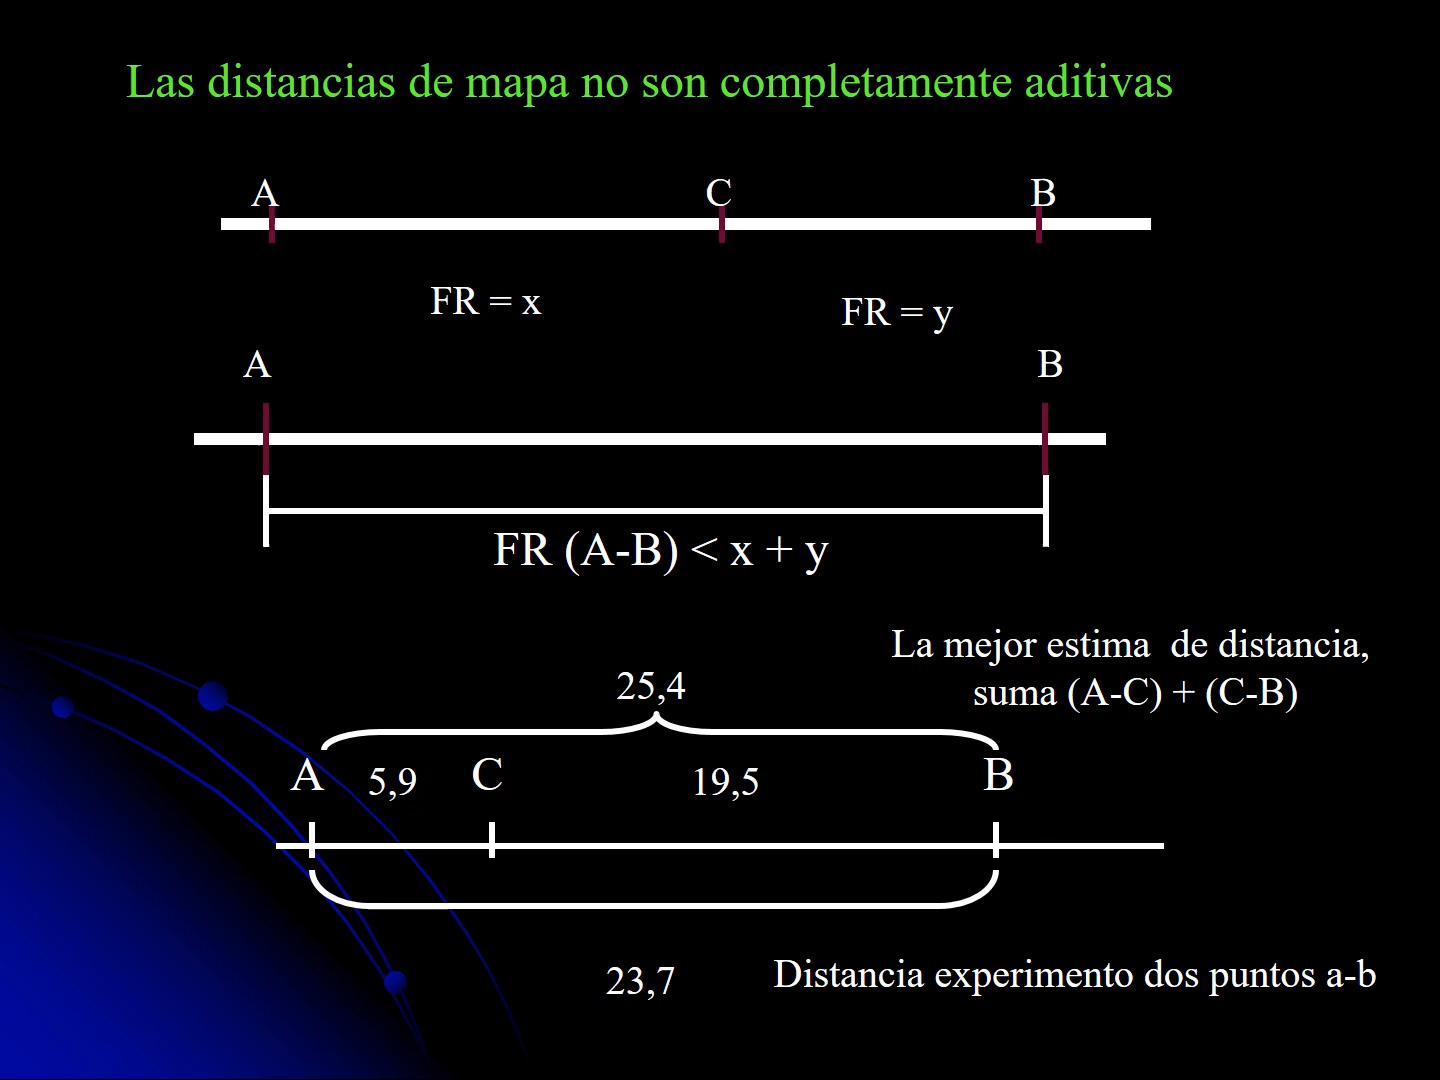 Las distancias de mapa no son completamente aditivas
A C B
FR = x FR = y
A B
FR (A-B) < x + y
La mejor estima de distancia,
suma (A-C) + (C-B)
25,4
A 5,9 C 19,5 B
23,7 Distancia experimento dos puntos a-b